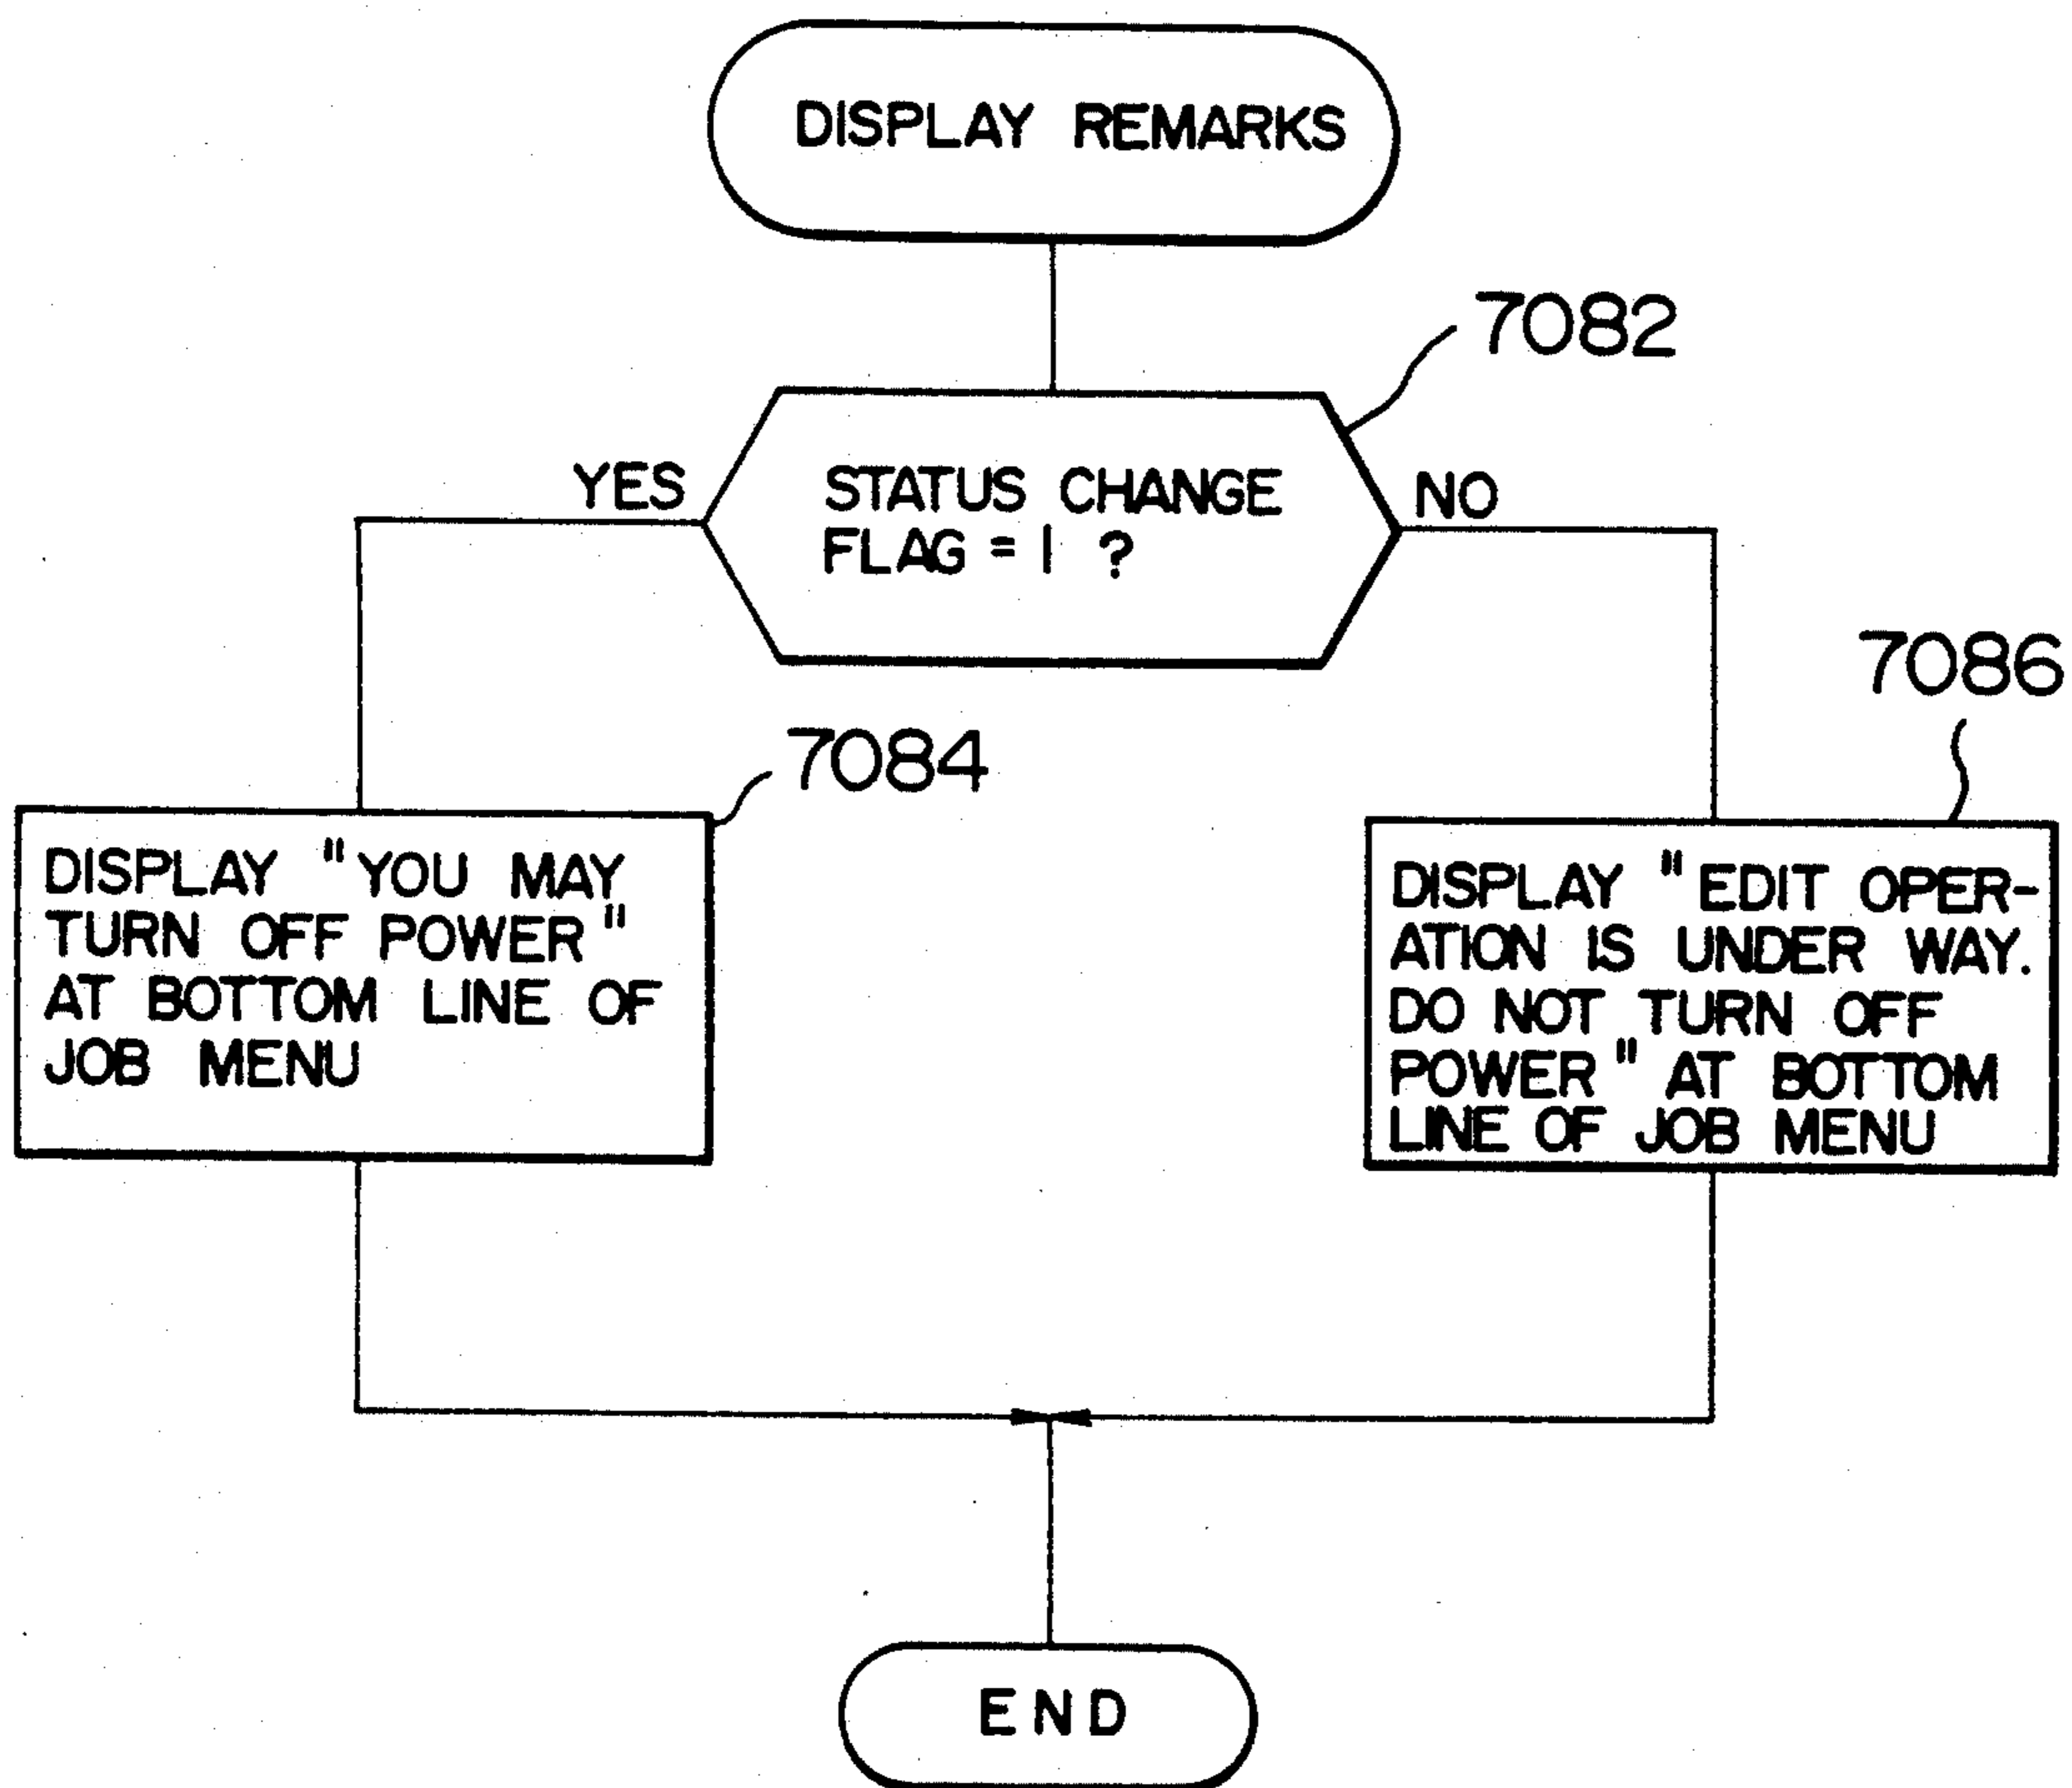 DISPLAY REMARKS
7082
YES
STATUS CHANGE
FLAG = 1 ?
NO
7084
DISPLAY "YOU MAY
TURN OFF POWER"
AT BOTTOM LINE OF
JOB MENU
7086
DISPLAY "EDIT OPER-
ATION IS UNDER WAY.
DO NOT TURN OFF
POWER" AT BOTTOM
LINE OF JOB MENU
END